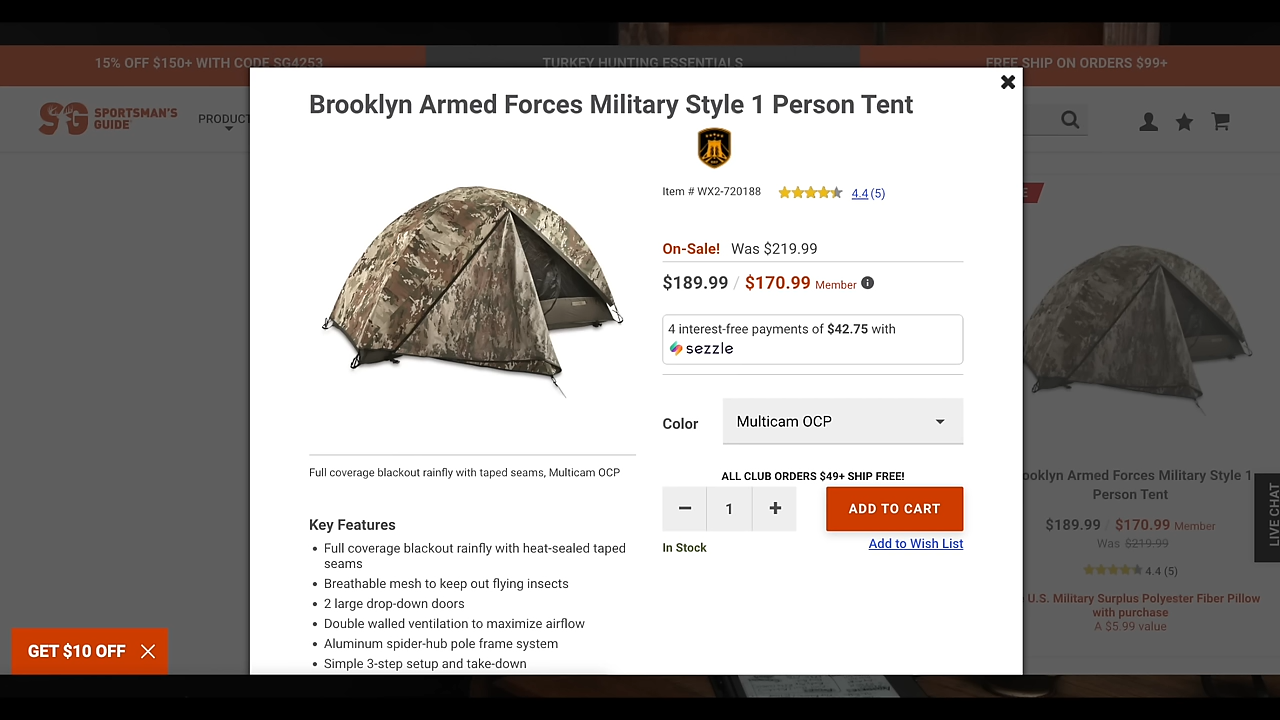 15% OFF $150+ WITH CODE SG4253
TURKEY HUNTING ESSENTIALS
FREE SHIP ON ORDERS $99+
SG SPORTSMAN'S
GUIDE
PRODUCT
Brooklyn Armed Forces Military Style 1 Person Tent
Item # WX2-720188
4.4 (5)
On-Sale! Was $219.99
$189.99 / $170.99 Member
4 interest-free payments of $42.75 with
sezzle
Color
Multicam OCP
ALL CLUB ORDERS $49+ SHIP FREE!
1
ADD TO CART
In Stock
Add to Wish List
Full coverage blackout rainfly with taped seams, Multicam OCP
Key Features
• Full coverage blackout rainfly with heat-sealed taped
seams
• Breathable mesh to keep out flying insects
• 2 large drop-down doors
• Double walled ventilation to maximize airflow
• Aluminum spider-hub pole frame system
• Simple 3-step setup and take-down
ooklyn Armed Forces Military Style 1
Person Tent
$189.99 / $170.99 Member
Was $219.99
4.4 (5)
U.S. Military Surplus Polyester Fiber Pillow
with purchase
A $5.99 value
LIVE CHAT
GET $10 OFF